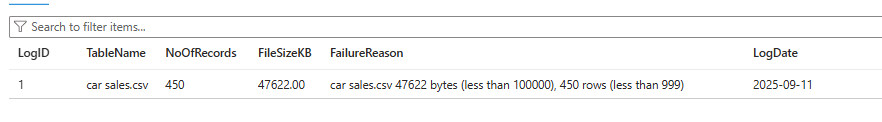 Search to filter items...
LogID TableName NoOfRecords FileSizeKB FailureReason LogDate
1 car sales.csv 450 47622.00 car sales.csv 47622 bytes (less than 100000), 450 rows (less than 999) 2025-09-11